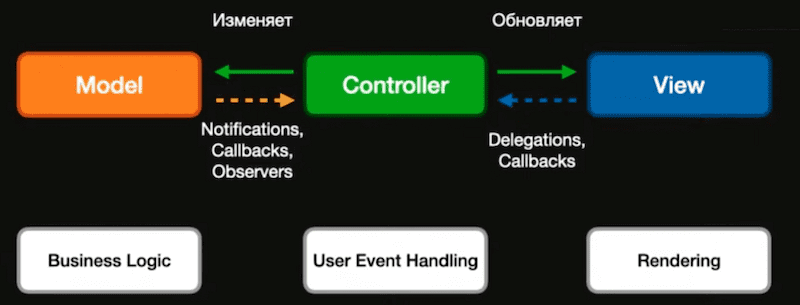 Изменяет
Обновляет
Model
Controller
View
Notifications,
Callbacks,
Observers
Delegations,
Callbacks
Business Logic
User Event Handling
Rendering